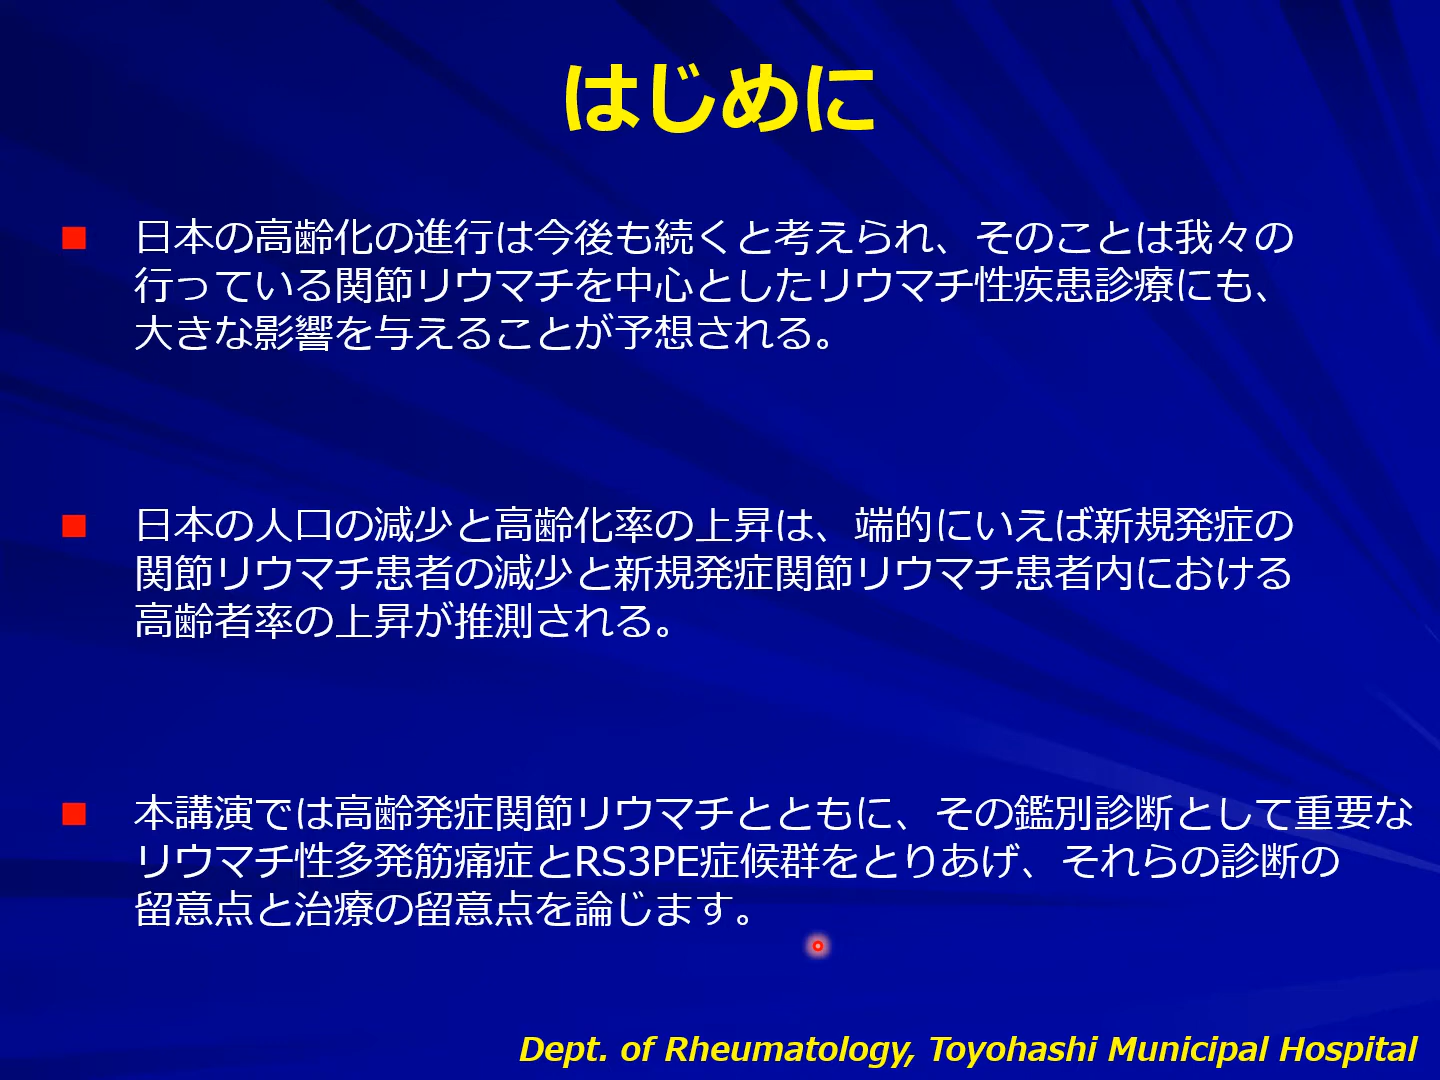 はじめに
日本の高齢化の進行は今後も続くと考えられ、そのことは我々の
行っている関節リウマチを中心としたリウマチ性疾患診療にも、
大きな影響を与えることが予想される。
日本の人口の減少と高齢化率の上昇は、端的にいえば新規発症の
関節リウマチ患者の減少と新規発症関節リウマチ患者内における
高齢者率の上昇が推測される。
本講演では高齢発症関節リウマチとともに、その鑑別診断として重要な
リウマチ性多発筋痛症とRS3PE症候群をとりあげ、それらの診断の
留意点と治療の留意点を論じます。
Dept. of Rheumatology, Toyohashi Municipal Hospital